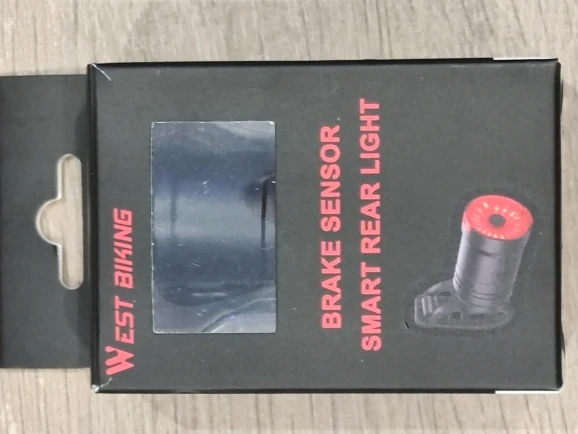 WEST BIKING
BRAKE SENSOR
SMART REAR LIGHT